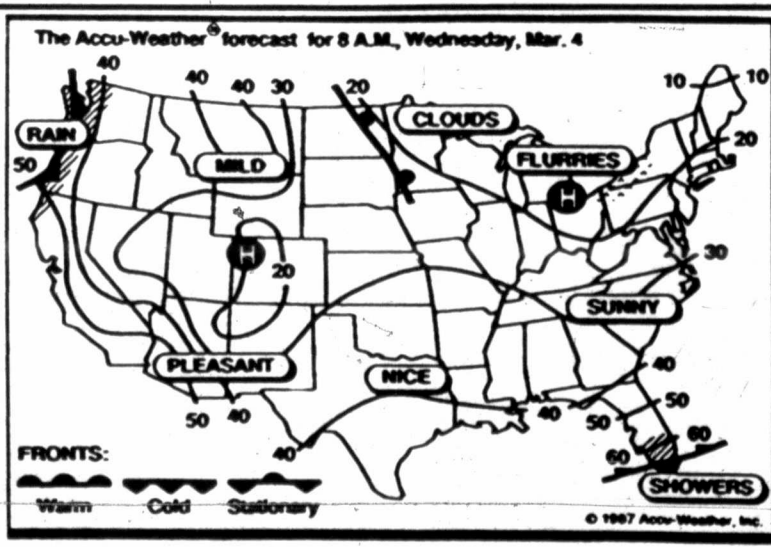 The Accu-Weather® forecast for 8 A.M., Wednesday, Mar. 4
40 40 40 30 20 10 10
RAIN
CLOUDS
50
MILD
FLURRIES
20
H
H
20
30
SUNNY
PLEASANT
NICE
40
50 40
40
50 50
40
60 60
SHOWERS
FRONTS:
Warm Cold Stationary
© 1987 Accu-Weather, Inc.